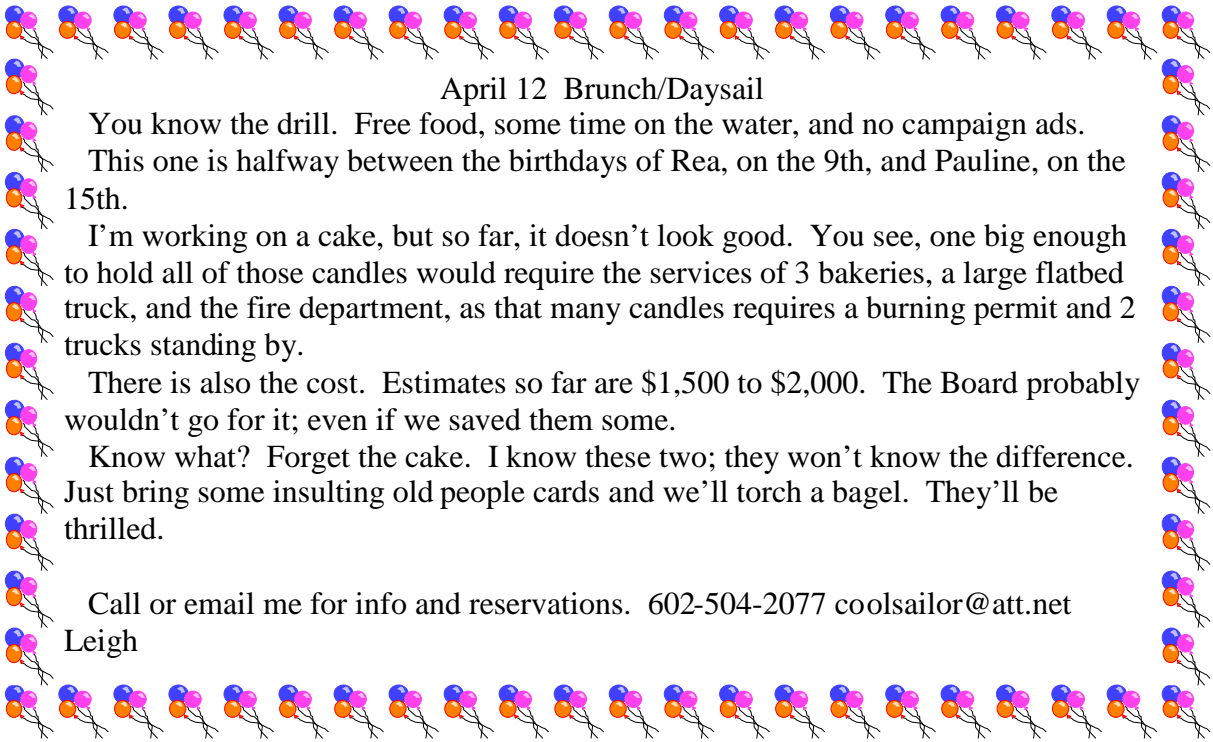 April 12  Brunch/Daysail
You know the drill.  Free food, some time on the water, and no campaign ads.
This one is halfway between the birthdays of Rea, on the 9th, and Pauline, on the
15th.
I’m working on a cake, but so far, it doesn’t look good.  You see, one big enough
to hold all of those candles would require the services of 3 bakeries, a large flatbed
truck, and the fire department, as that many candles requires a burning permit and 2
trucks standing by.
There is also the cost.  Estimates so far are $1,500 to $2,000.  The Board probably
wouldn’t go for it; even if we saved them some.
Know what?  Forget the cake.  I know these two; they won’t know the difference.
Just bring some insulting old people cards and we’ll torch a bagel.  They’ll be
thrilled.
Call or email me for info and reservations.  602-504-2077 coolsailor@att.net
Leigh